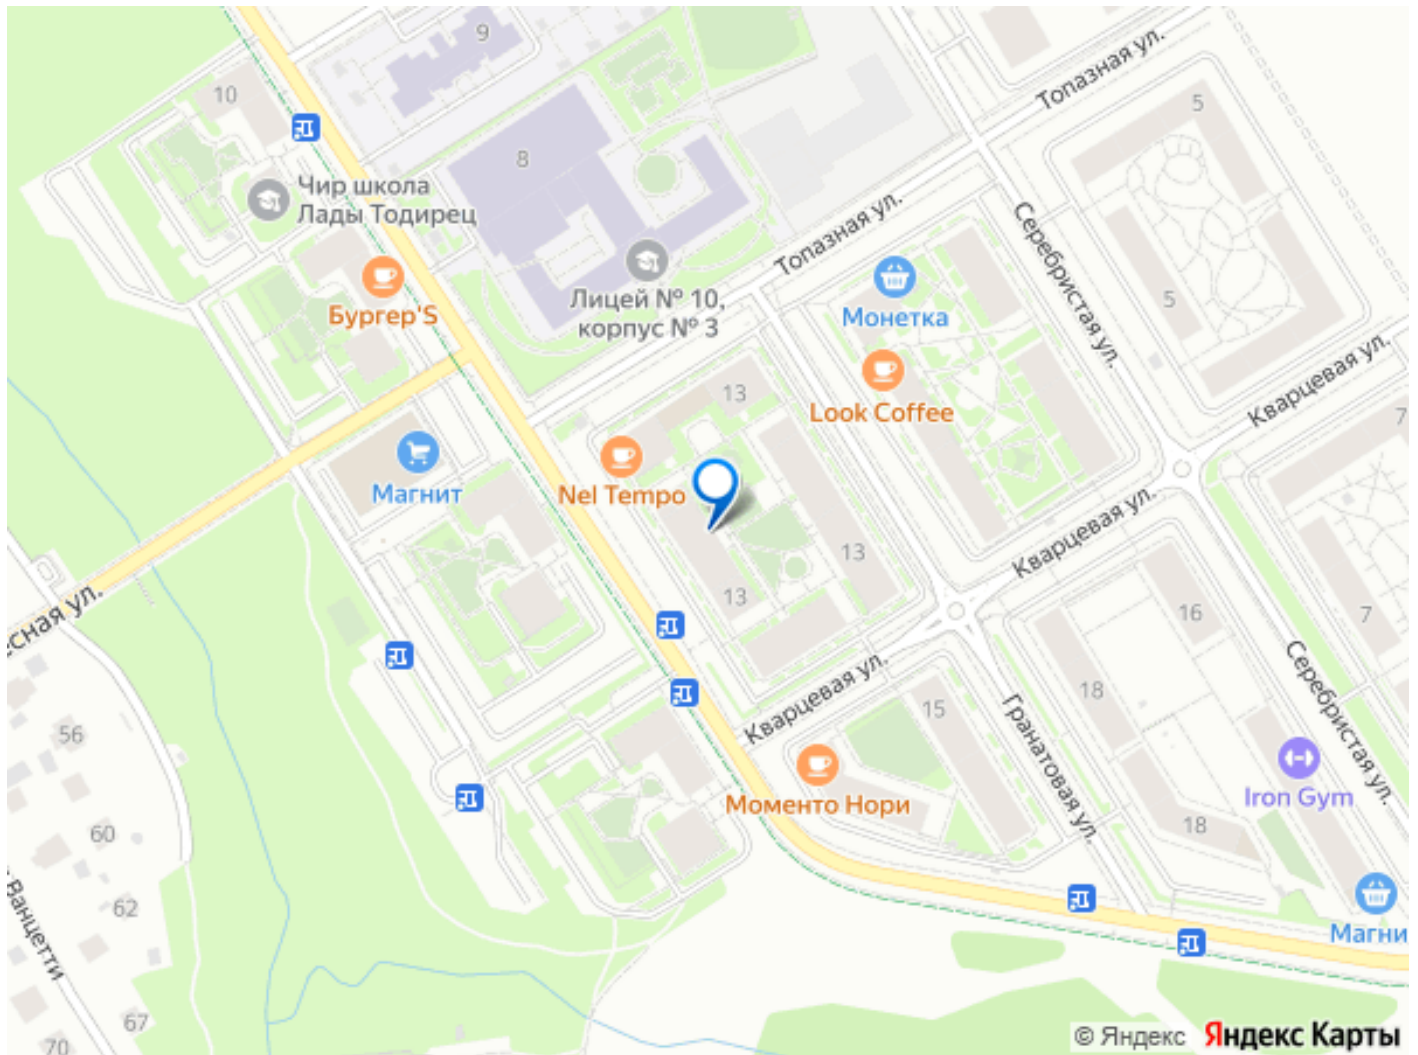 9
10
Топазная ул.
5
8
Чир школа
Лады Тодирец
Топазная ул.
Серебристая ул.
Лицей № 10,
корпус № 3
Монетка
5
Бургер'S
Кварцевая ул.
13
Look Coffee
7
Магнит
Nel Tempo
Кварцевая ул.
13
13
16
7
сная ул.
Кварцевая ул.
15
18
Гранатовая ул.
Серебристая ул.
56
Моменто Нори
Iron Gym
60
18
Ванцетти
62
Магни
67
70
© Яндекс Яндекс Карты